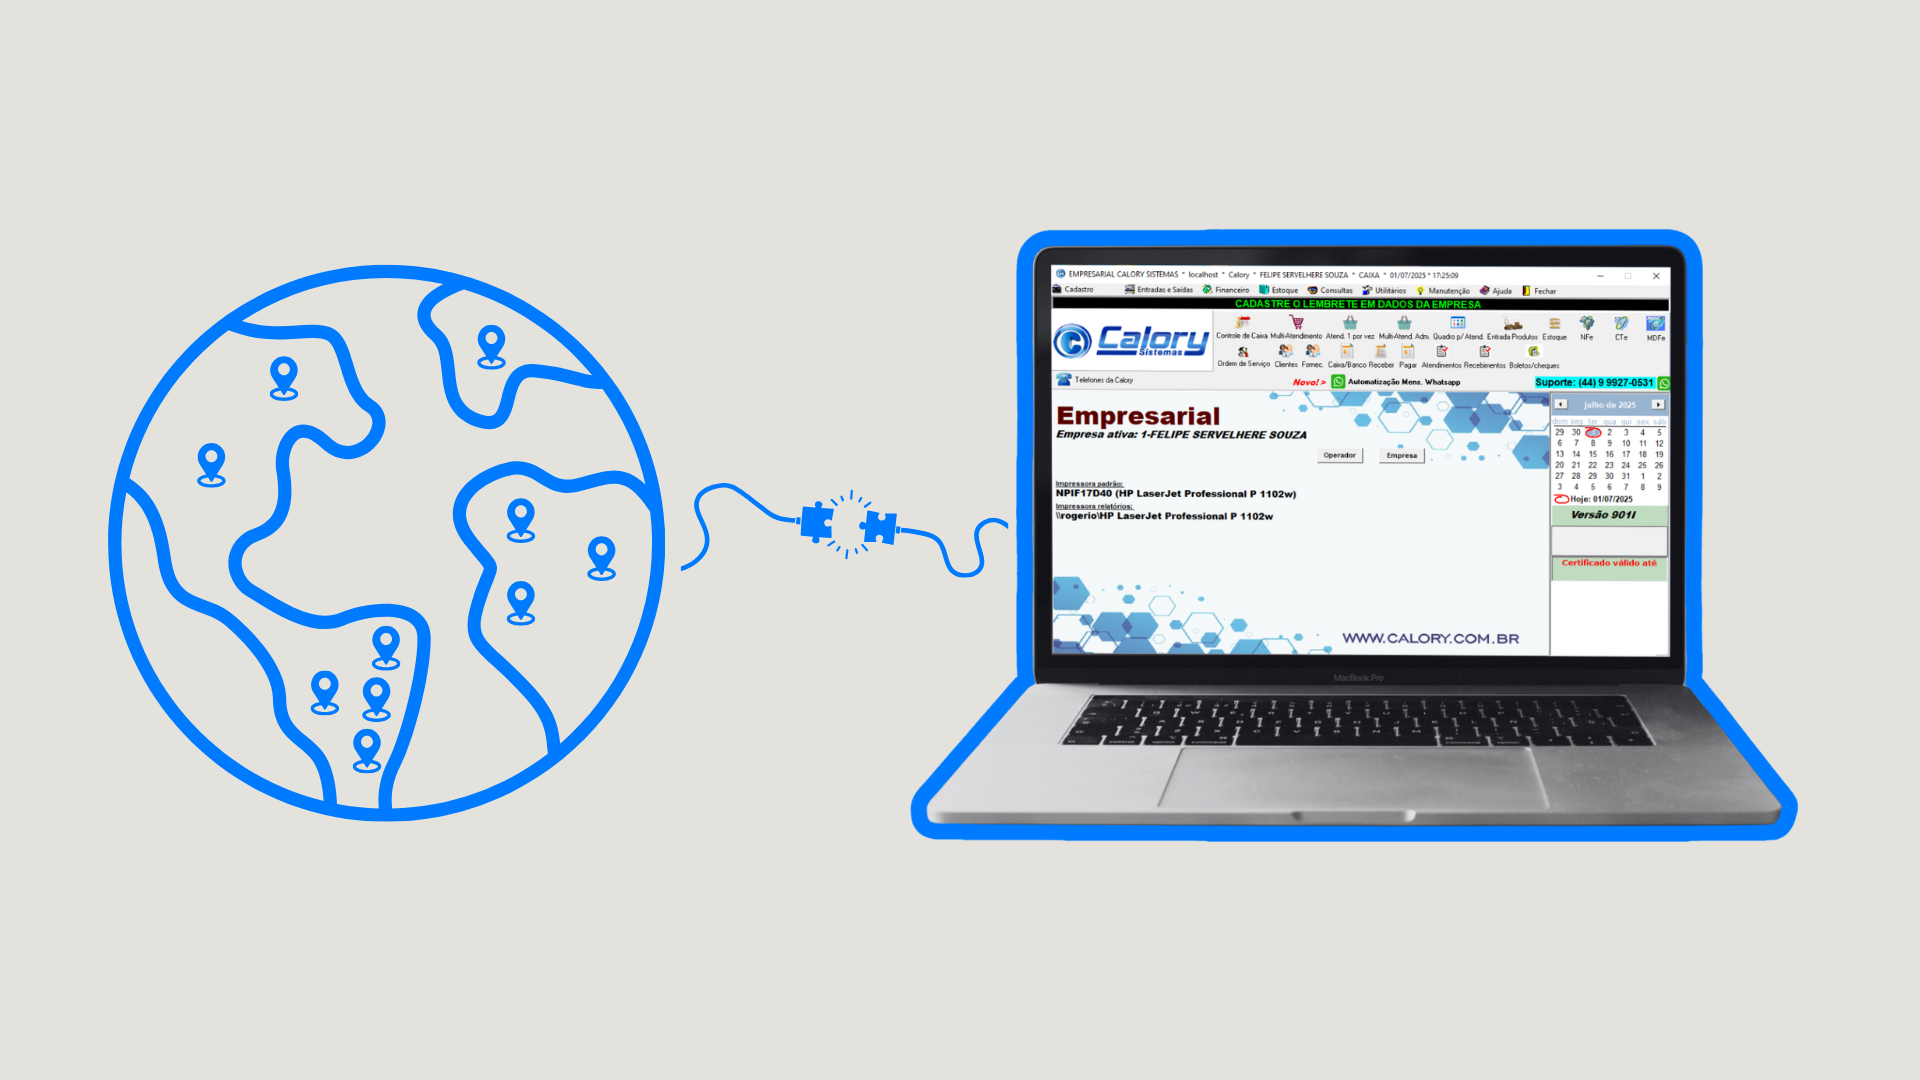 EMPRESARIAL CALORY SISTEMAS * localhost * Calory * FELIPE SERVELHERE SOUZA * CAIXA * 01/07/2025 * 17:25:09
Cadastro Entradas e Saídas Financeiro Estoque Consultas Utilitários Manutenção Ajuda Fechar
CADASTRE O LEMBRETE EM DADOS DA EMPRESA
Calory
Sistemas
Controle de Caixa Multi-Atendimento Atend. 1 por vez Multi-Atend. Adm. Quadro p/ Atend. Entrada Produtos Estoque NFe CTe MDFe
Ordem de Serviço Clientes Fornec. Caixa/Banco Receber Pagar Atendimentos Recebimentos Boletos/cheques
Telefones da Calory
Novo! > Automatização Mens. Whatsapp
Suporte: (44) 9 9927-0531
Empresarial
Empresa ativa: 1-FELIPE SERVELHERE SOUZA
Operador Empresa
Impressora padrão:
NPIF17D40 (HP LaserJet Professional P 1102w)
Impressora relatórios:
\\rogerio\HP LaserJet Professional P 1102w
WWW.CALORY.COM.BR
julho de 2025
dom seg ter qua qui sex sáb
29 30 1 2 3 4 5
6 7 8 9 10 11 12
13 14 15 16 17 18 19
20 21 22 23 24 25 26
27 28 29 30 31 1 2
3 4 5 6 7 8 9
Hoje: 01/07/2025
Versão 901I
Certificado válido até
MacBook Pro